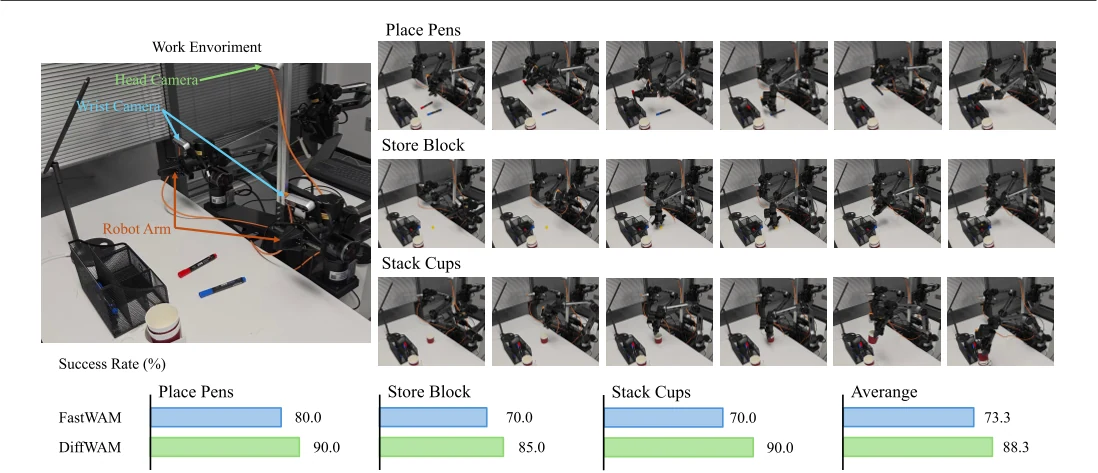 Work Envoriment
Head Camera
Wrist Camera
Robot Arm
Place Pens
Store Block
Stack Cups
Success Rate (%)
Place Pens
Store Block
Stack Cups
Averange
FastWAM
80.0
70.0
70.0
73.3
DiffWAM
90.0
85.0
90.0
88.3